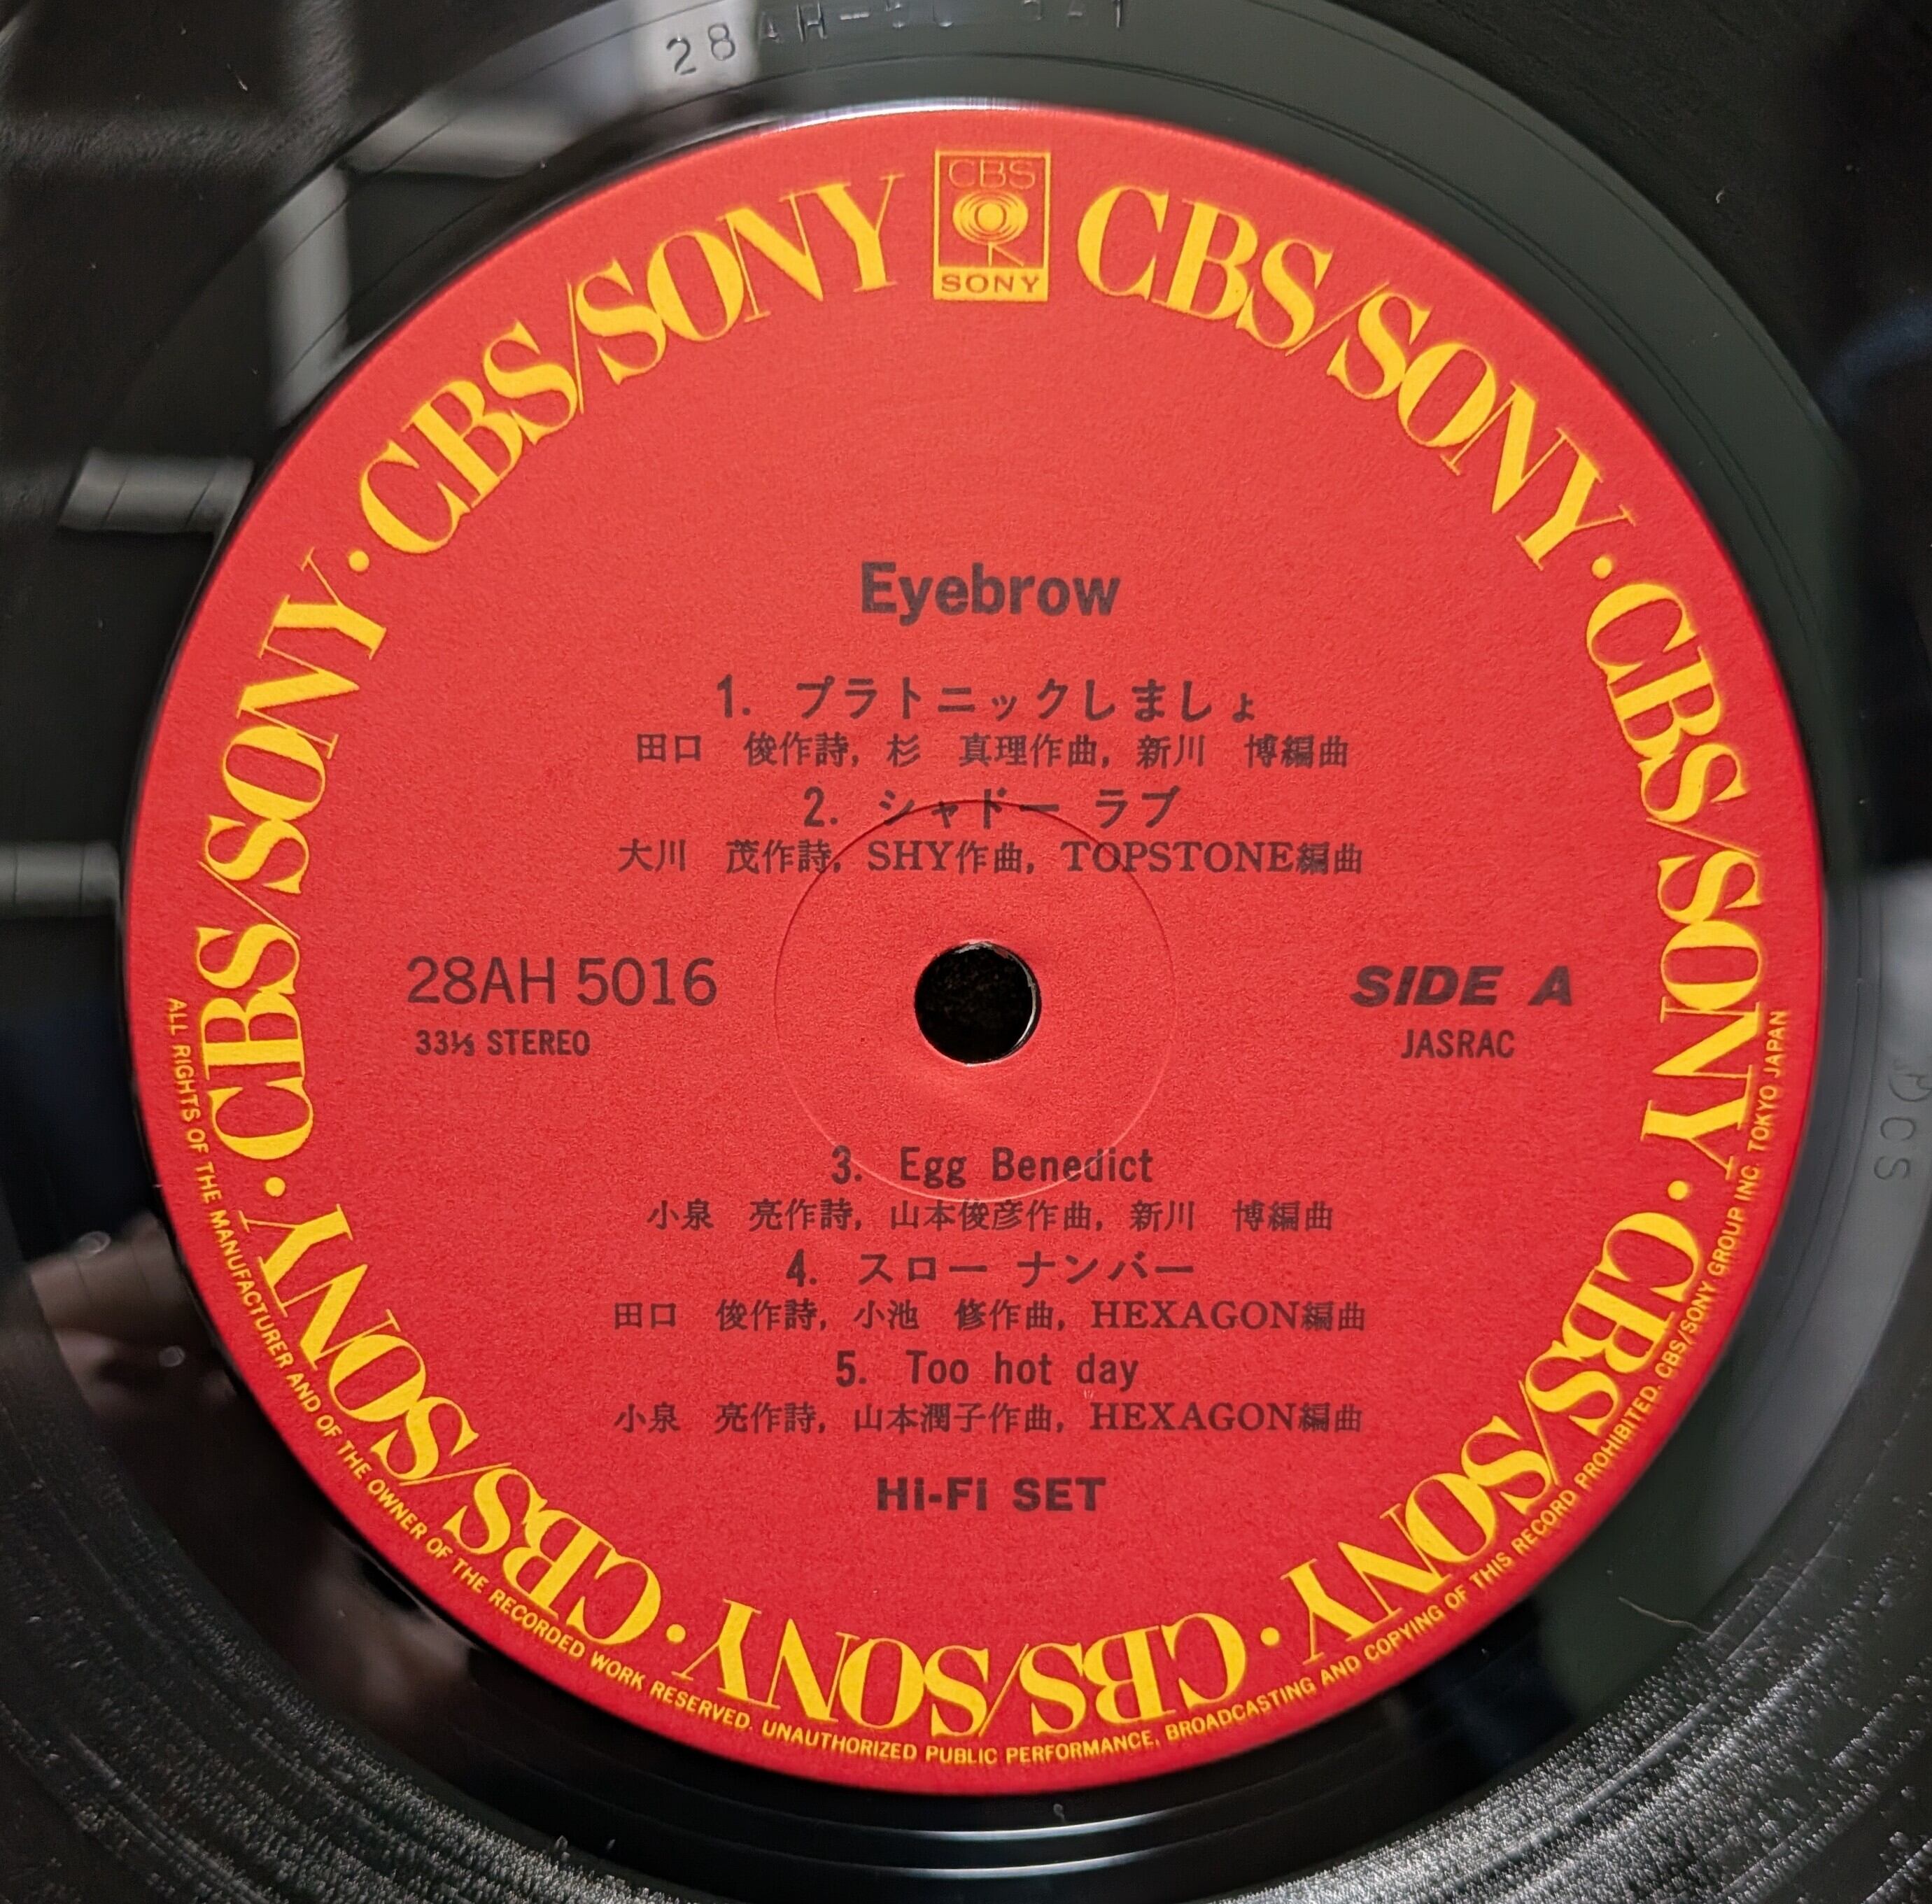 28AH
CBS
SONY
CBS/SONY · CBS/SONY · CBS/SONY · CBS/SONY · CBS/SONY · CBS/SONY · CBS/SONY · CBS/SONY
Eyebrow
1. プラトニックしましょ
田口 俊作詩, 杉 真理作曲, 新川 博編曲
2. シャドー ラブ
大川 茂作詩, SHY作曲, TOPSTONE編曲
28AH 5016
SIDE A
33⅓ STEREO
JASRAC
3. Egg Benedict
小泉 亮作詩, 山本俊彦作曲, 新川 博編曲
4. スロー ナンバー
田口 俊作詩, 小池 修作曲, HEXAGON編曲
5. Too hot day
小泉 亮作詩, 山本潤子作曲, HEXAGON編曲
Hi-Fi SET
ALL RIGHTS OF THE MANUFACTURER AND OF THE OWNER OF THE RECORDED WORK RESERVED. UNAUTHORIZED PUBLIC PERFORMANCE, BROADCASTING AND COPYING OF THIS RECORD PROHIBITED. CBS/SONY GROUP INC. TOKYO JAPAN